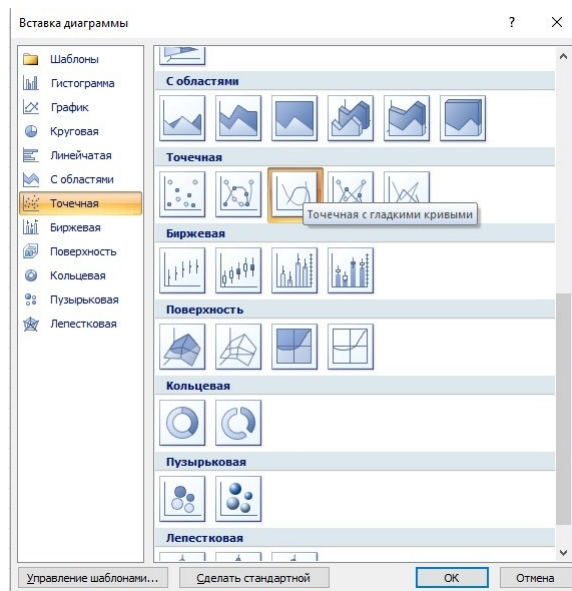 Вставка диаграммы
?
Шаблоны
Гистограмма
График
Круговая
Линейчатая
С областями
Точечная
Биржевая
Поверхность
Кольцевая
Пузырьковая
Лепестковая
С областями
Точечная
Точечная с гладкими кривыми
Биржевая
Поверхность
Кольцевая
Пузырьковая
Лепестковая
Управление шаблонами...
Сделать стандартной
ОК
Отмена